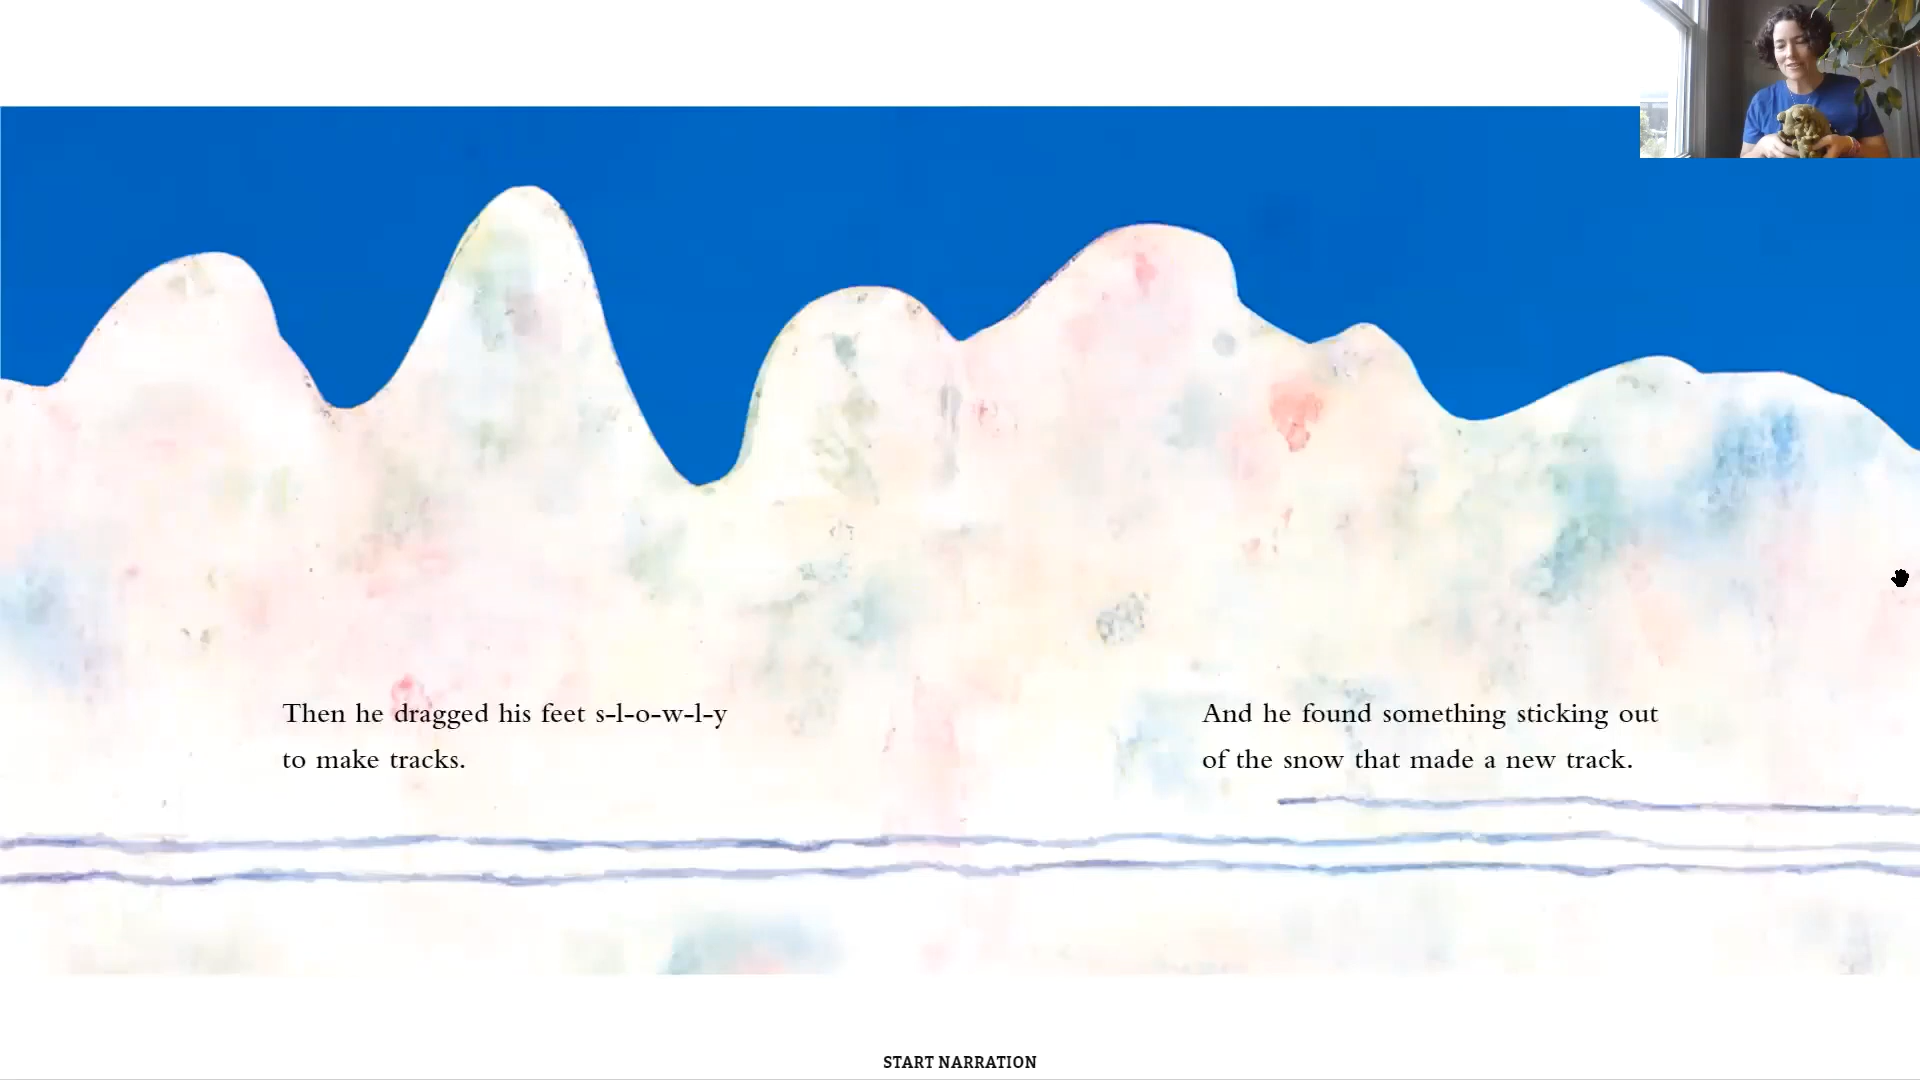 Then he dragged his feet s-l-o-w-l-y
to make tracks.
And he found something sticking out
of the snow that made a new track.
START NARRATION